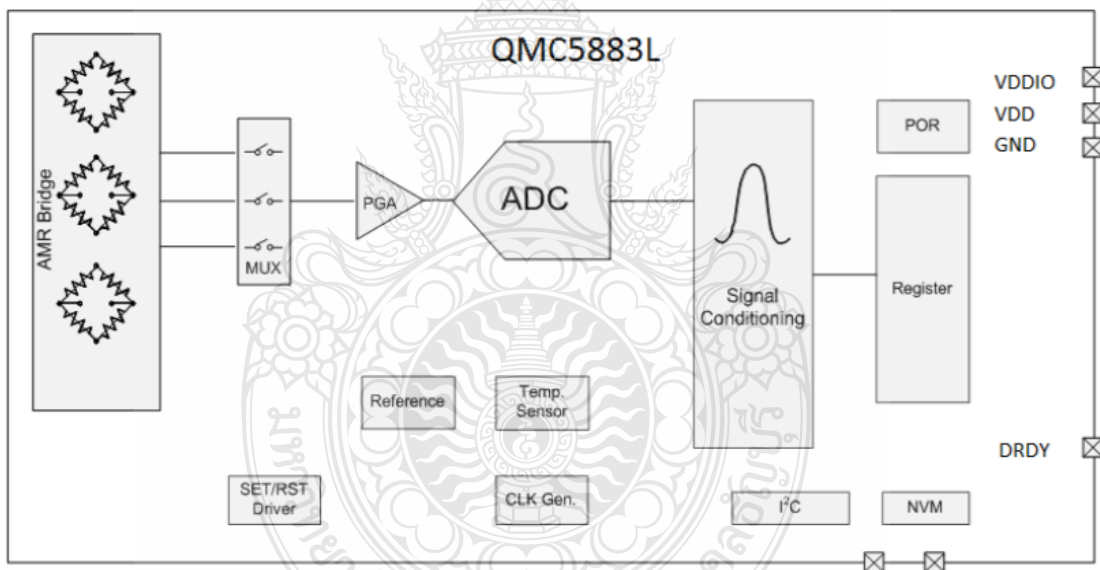 QMC5883L
VDDIO
VDD
GND
POR
AMR Bridge
MUX
PGA
ADC
Signal
Conditioning
Register
Reference
Temp.
Sensor
DRDY
SET/RST
Driver
CLK Gen.
I²C
NVM